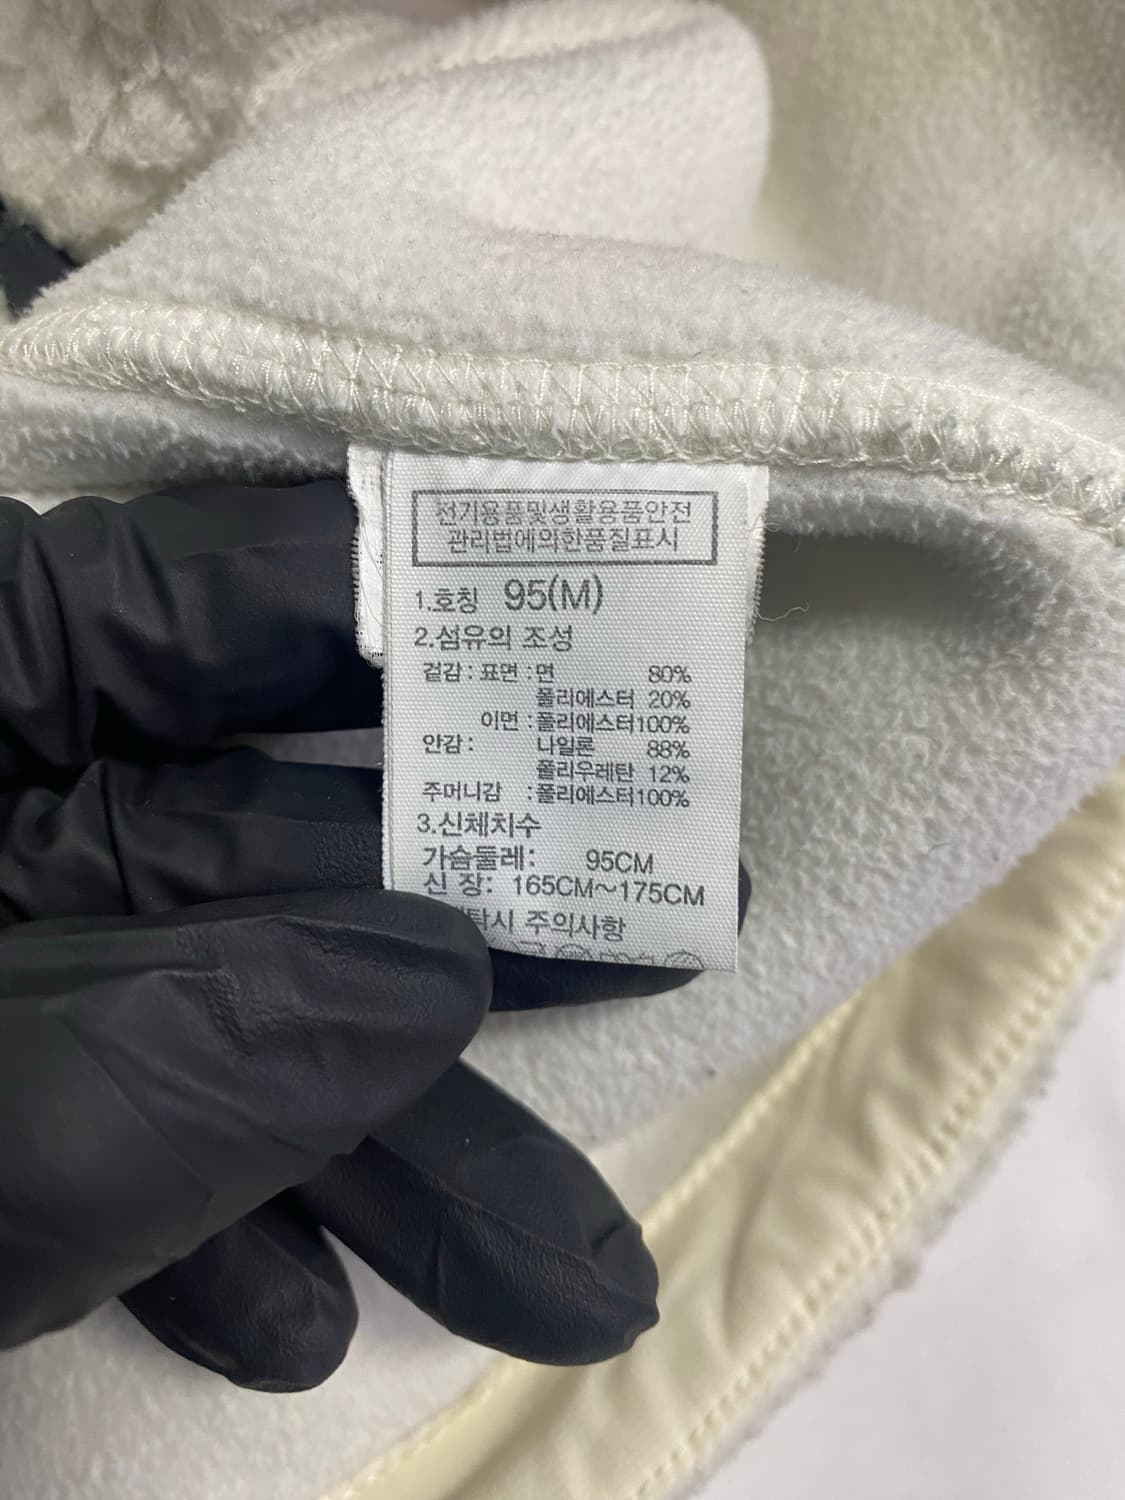 전기용품및생활용품안전
관리법에의한품질표시
1.호칭 95(M)
2.섬유의 조성
겉감 : 표면 : 면 80%
폴리에스터 20%
이면 : 폴리에스터100%
안감 : 나일론 88%
폴리우레탄 12%
주머니감 : 폴리에스터100%
3.신체치수
가슴둘레: 95CM
신 장: 165CM~175CM
주의사항